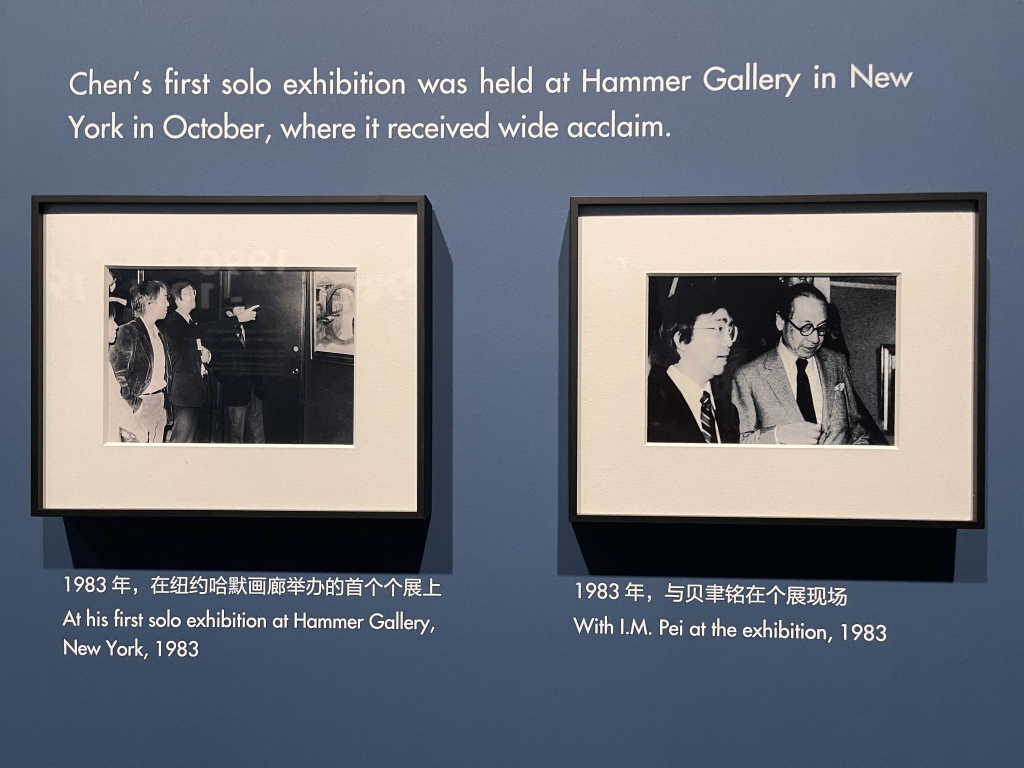 Chen's first solo exhibition was held at Hammer Gallery in New
York in October, where it received wide acclaim.
1983 年，在纽约哈默画廊举办的首个个展上
At his first solo exhibition at Hammer Gallery,
New York, 1983
1983 年，与贝聿铭在个展现场
With I.M. Pei at the exhibition, 1983